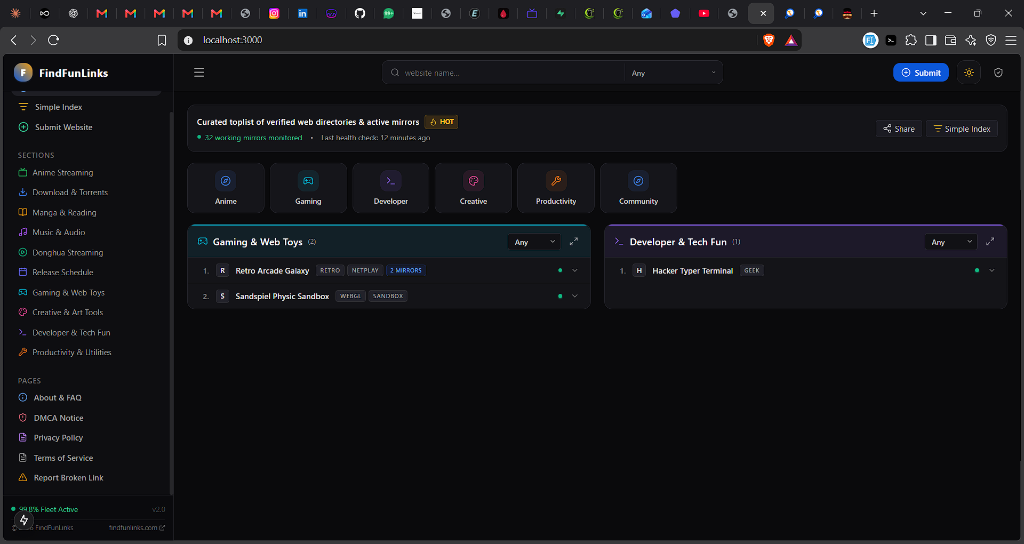 localhost:3000
F FindFunLinks
website name...
Any
Submit
Simple Index
Submit Website
SECTIONS
Anime Streaming
Download & Torrents
Manga & Reading
Music & Audio
Donghua Streaming
Release Schedule
Gaming & Web Toys
Creative & Art Tools
Developer & Tech Fun
Productivity & Utilities
PAGES
About & FAQ
DMCA Notice
Privacy Policy
Terms of Service
Report Broken Link
99.8% Fleet Active
v2.0
FindFunLinks
findfunlinks.com
Curated toplist of verified web directories & active mirrors HOT
32 working mirrors monitored • Last health check: 12 minutes ago
Share
Simple Index
Anime
Gaming
Developer
Creative
Productivity
Community
Gaming & Web Toys (2)
Any
1. R Retro Arcade Galaxy RETRO NETPLAY 2 MIRRORS
2. S Sandspiel Physic Sandbox WEBGL SANDBOX
Developer & Tech Fun (1)
Any
1. H Hacker Typer Terminal GEEK